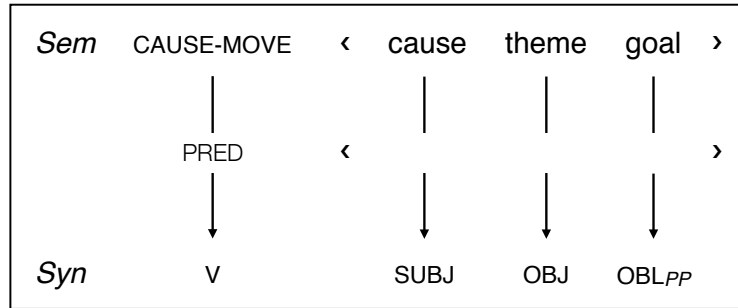 Sem CAUSE-MOVE ‹ cause theme goal ›
PRED ‹ ›
Syn V SUBJ OBJ OBLPP